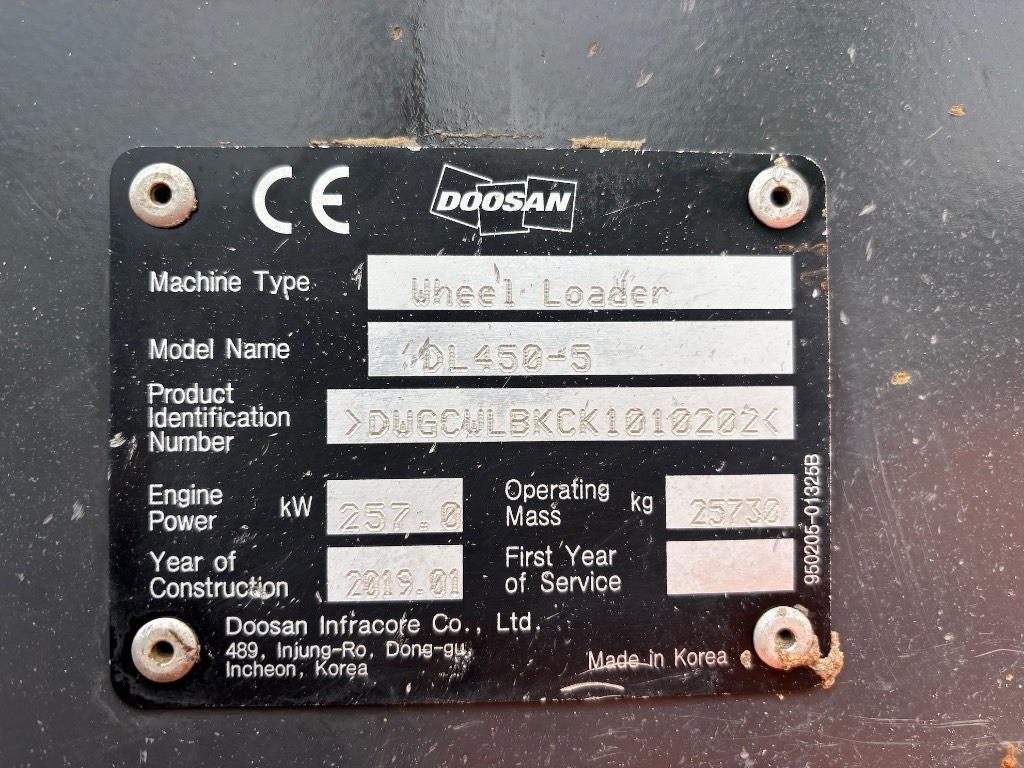 CE DOOSAN
Machine Type Wheel Loader
Model Name DL450-5
Product
Identification
Number >DWGCWLBKCK1010202<
Engine
Power kW 257.0
Operating
Mass kg 25730
Year of
Construction 2019.01
First Year
of Service
950205-01325B
Doosan Infracore Co., Ltd.
489, Injung-Ro, Dong-gu,
Incheon, Korea
Made in Korea